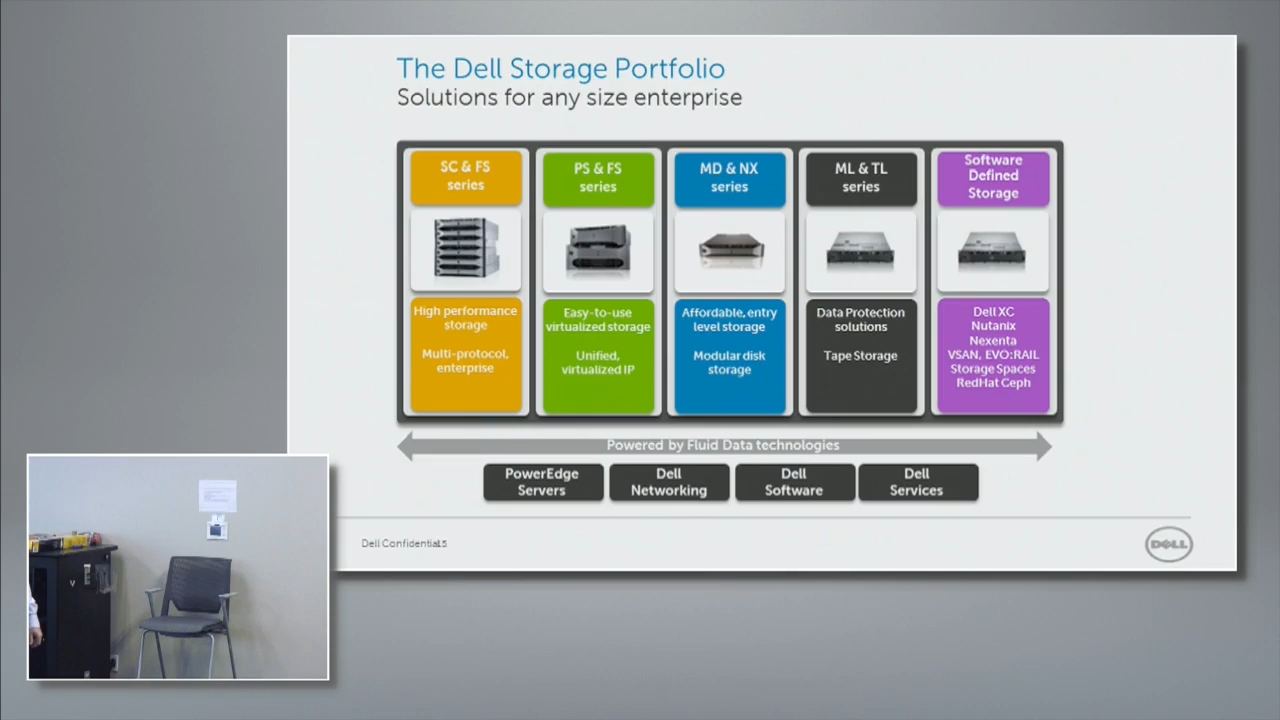 The Dell Storage Portfolio
Solutions for any size enterprise
SC & FS
series
High performance
storage
Multi-protocol,
enterprise
PS & FS
series
Easy-to-use
virtualized storage
Unified,
virtualized IP
MD & NX
series
Affordable, entry
level storage
Modular disk
storage
ML & TL
series
Data Protection
solutions
Tape Storage
Software
Defined
Storage
Dell XC
Nutanix
Nexenta
VSAN, EVO:RAIL
Storage Spaces
RedHat Ceph
Powered by Fluid Data technologies
PowerEdge
Servers
Dell
Networking
Dell
Software
Dell
Services
Dell Confidential
DELL